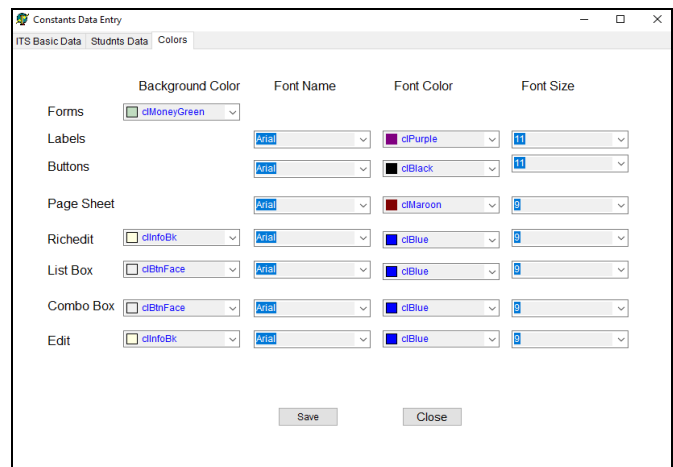 Constants Data Entry
ITS Basic Data Studnts Data Colors
Background Color Font Name Font Color Font Size
Forms clMoneyGreen
Labels Arial clPurple 11
Buttons Arial clBlack 11
Page Sheet Arial clMaroon 9
Richedit clInfoBk Arial clBlue 9
List Box clBtnFace Arial clBlue 9
Combo Box clBtnFace Arial clBlue 9
Edit clInfoBk Arial clBlue 9
Save Close